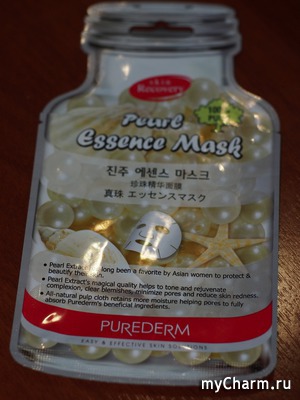 Recovery
Pearl
Essence Mask
진주 에센스 마스크
珍珠精华面膜
真珠 エッセンスマスク
• Pearl Extract long been a favorite by Asian women to protect &
beautify their skin.
• Pearl Extract's magical quality helps to tone and rejuvenate
complexion, clear blemishes, minimize pores and reduce skin redness.
• All-natural pulp cloth retains more moisture helping pores to fully
absorb Purederm's beneficial ingredients.
PUREDERM
EASY & EFFECTIVE SKIN SOLUTIONS
myCharm.ru